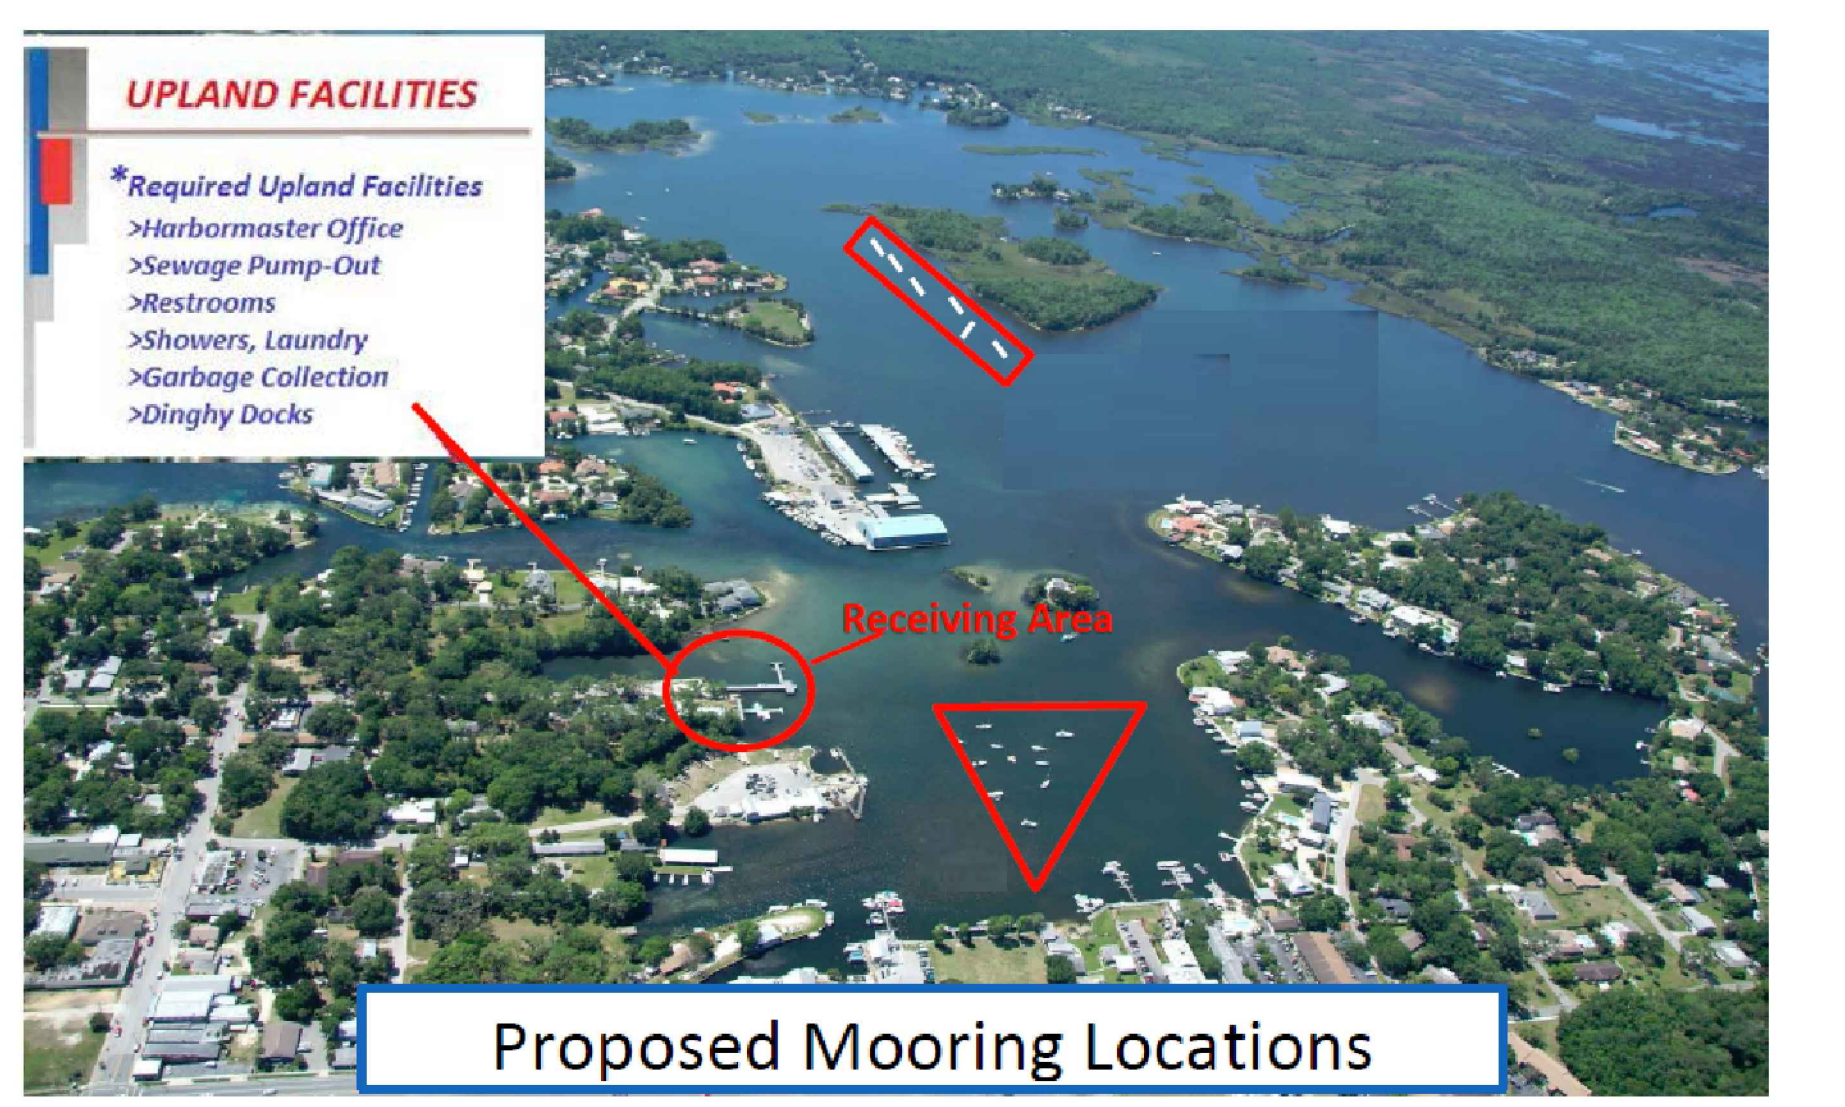 UPLAND FACILITIES
*Required Upland Facilities
>Harbormaster Office
>Sewage Pump-Out
>Restrooms
>Showers, Laundry
>Garbage Collection
>Dinghy Docks
Receiving Area
Proposed Mooring Locations